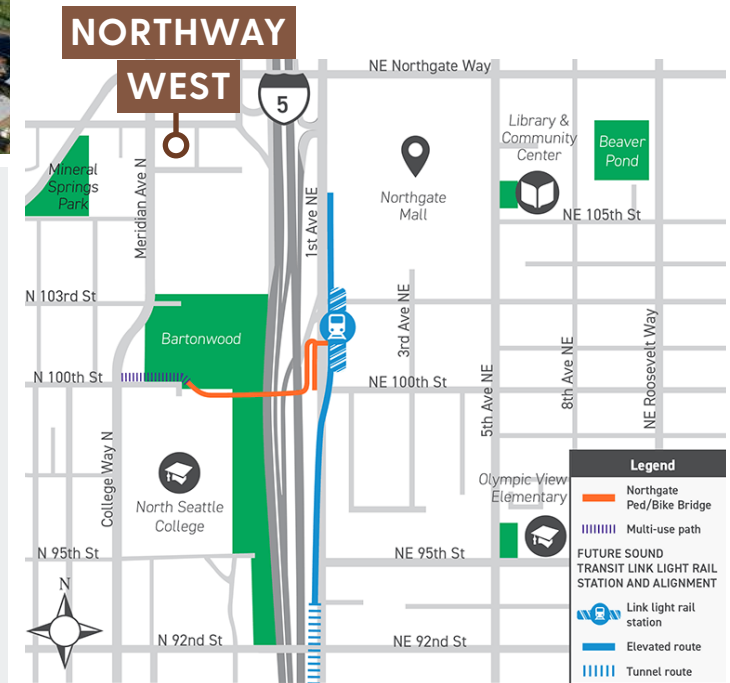 NORTHWAY
WEST
5
NE Northgate Way
Library &
Community
Center
Beaver
Pond
Mineral
Springs
Park
Meridian Ave N
1st Ave NE
Northgate
Mall
NE 105th St
N 103rd St
Bartonwood
3rd Ave NE
8th Ave NE
NE Roosevelt Way
N 100th St
NE 100th St
5th Ave NE
College Way N
North Seattle
College
Olympic View
Elementary
N 95th St
NE 95th St
N
N 92nd St
NE 92nd St
Legend
Northgate
Ped/Bike Bridge
Multi-use path
FUTURE SOUND
TRANSIT LINK LIGHT RAIL
STATION AND ALIGNMENT
Link light rail
station
Elevated route
Tunnel route